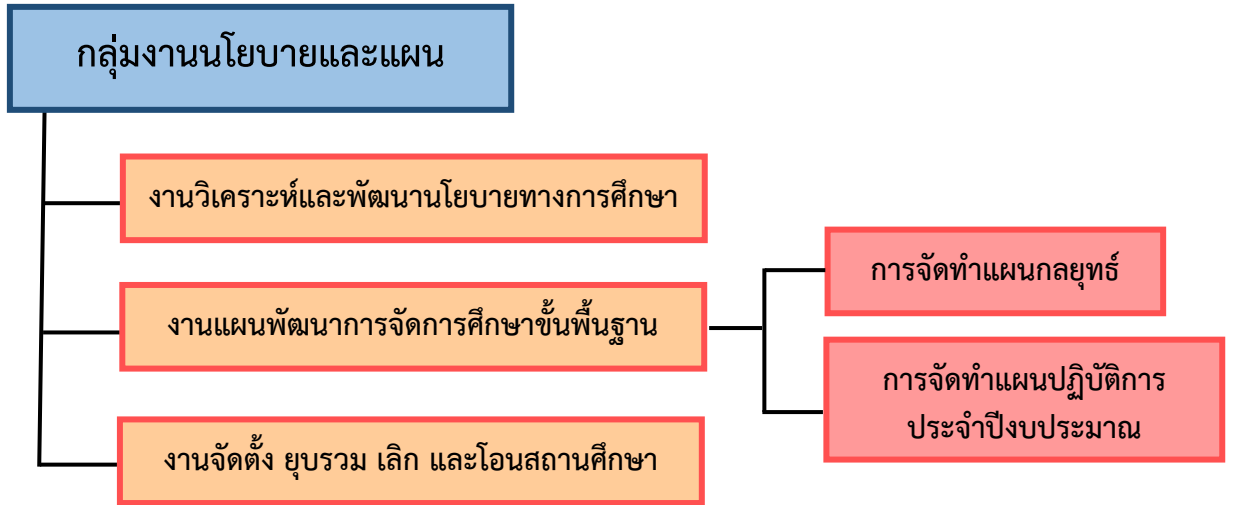 กลุ่มงานนโยบายและแผน
งานวิเคราะห์และพัฒนานโยบายทางการศึกษา
งานแผนพัฒนาการจัดการศึกษาขั้นพื้นฐาน
งานจัดตั้ง ยุบรวม เลิก และโอนสถานศึกษา
การจัดทำแผนกลยุทธ์
การจัดทำแผนปฏิบัติการ
ประจำปีงบประมาณ